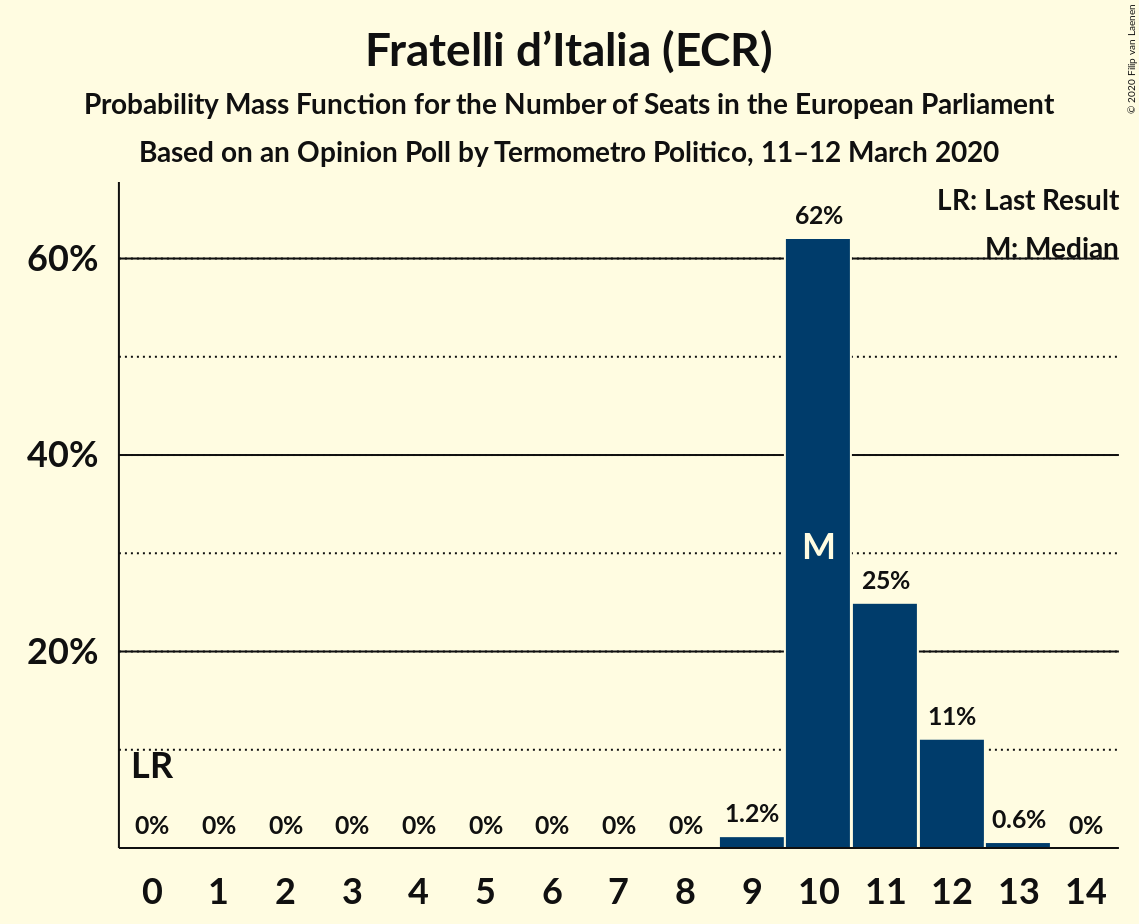 Fratelli d’Italia (ECR)
Probability Mass Function for the Number of Seats in the European Parliament
Based on an Opinion Poll by Termometro Politico, 11–12 March 2020
© 2020 Filip van Laenen
LR: Last Result
M: Median
62%
60%
40%
M
25%
20%
11%
LR
0% 0% 0% 0% 0% 0% 0% 0% 0% 1.2% 0.6% 0%
0 1 2 3 4 5 6 7 8 9 10 11 12 13 14